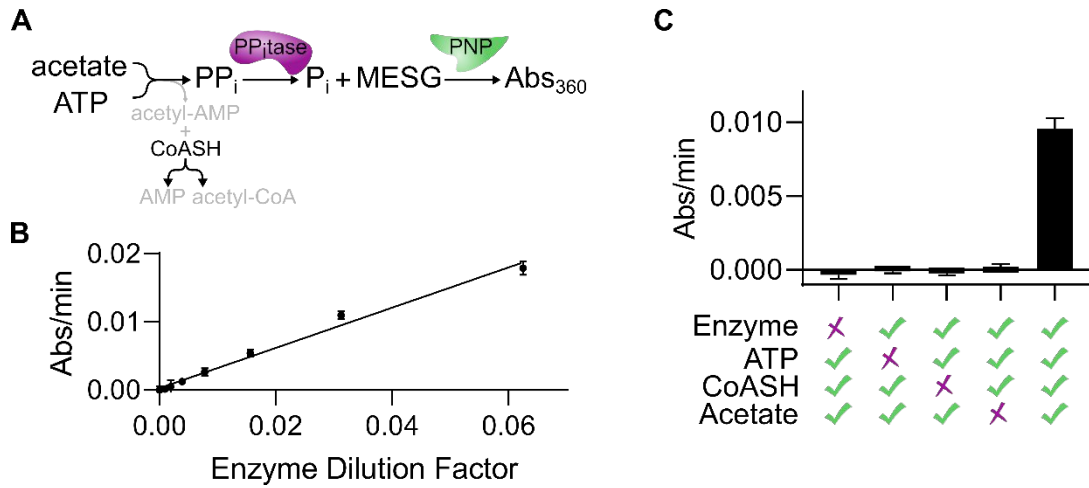 A
acetate
ATP
PPi
PPitase
Pi + MESG
PNP
Abs360
acetyl-AMP
+
CoASH
AMP acetyl-CoA
B
Abs/min
0.02
0.01
0.00
0.00 0.02 0.04 0.06
Enzyme Dilution Factor
C
Abs/min
0.010
0.005
0.000
Enzyme
ATP
CoASH
Acetate